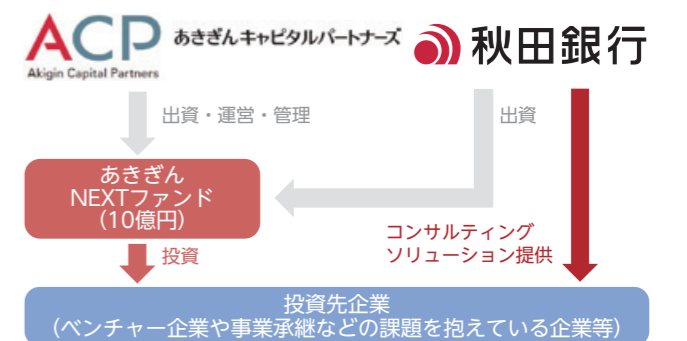 ACP
Akigin Capital Partners
あきぎんキャピタルパートナーズ
秋田銀行
出資・運営・管理
出資
あきぎん
NEXTファンド
(10億円)
投資
コンサルティング
ソリューション提供
投資先企業
(ベンチャー企業や事業承継などの課題を抱えている企業等)